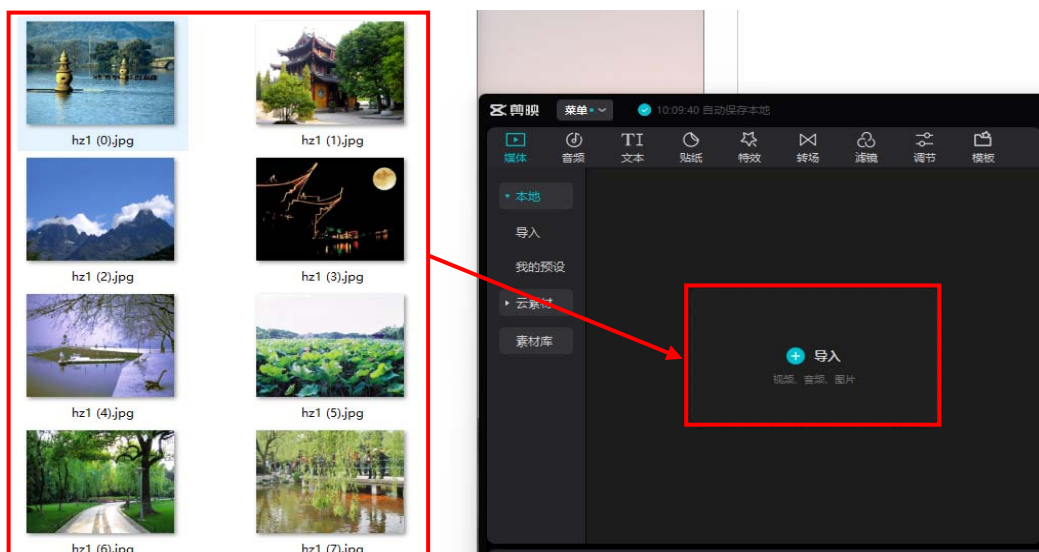 hz1 (0).jpg
hz1 (1).jpg
hz1 (2).jpg
hz1 (3).jpg
hz1 (4).jpg
hz1 (5).jpg
hz1 (6).jpg
hz1 (7).jpg
剪映 菜单 10:09:40 自动保存本地
媒体 音频 文本 贴纸 特效 转场 滤镜 调节 模板
本地
导入
我的预设
云素材
素材库
导入
视频、音频、图片